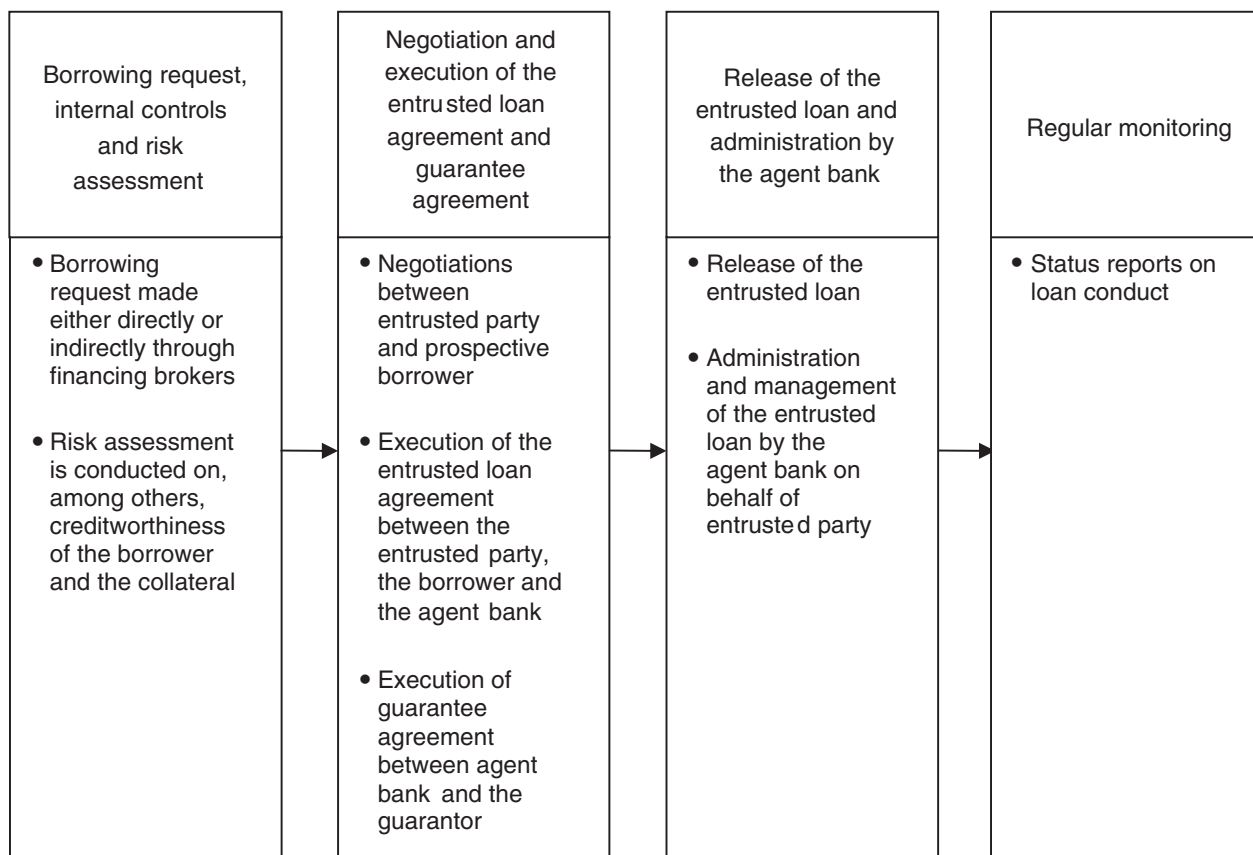 Borrowing request,
internal controls
and risk
assessment
Negotiation and
execution of the
entrusted loan
agreement and
guarantee
agreement
Release of the
entrusted loan and
administration by
the agent bank
Regular monitoring
• Borrowing
request made
either directly or
indirectly through
financing brokers
• Risk assessment
is conducted on,
among others,
creditworthiness
of the borrower
and the collateral
• Negotiations
between
entrusted party
and prospective
borrower
• Execution of the
entrusted loan
agreement
between the
entrusted party,
the borrower and
the agent bank
• Execution of
guarantee
agreement
between agent
bank and the
guarantor
• Release of the
entrusted loan
• Administration
and management
of the entrusted
loan by the
agent bank on
behalf of
entrusted party
• Status reports on
loan conduct